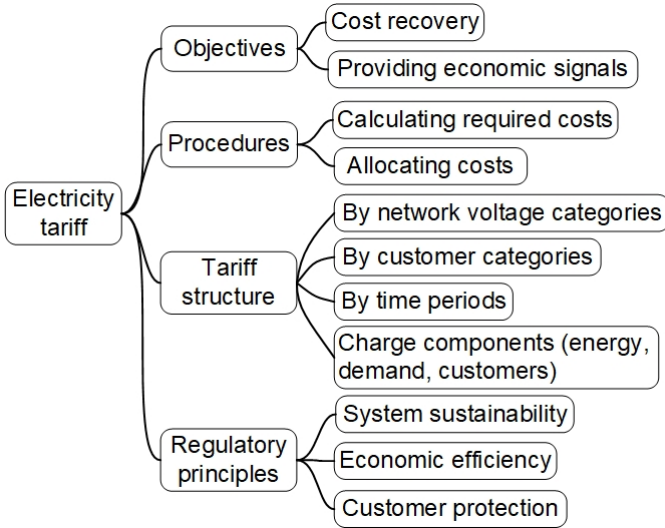 Electricity
tariff
Objectives
Cost recovery
Providing economic signals
Procedures
Calculating required costs
Allocating costs
Tariff
structure
By network voltage categories
By customer categories
By time periods
Charge components (energy,
demand, customers)
Regulatory
principles
System sustainability
Economic efficiency
Customer protection